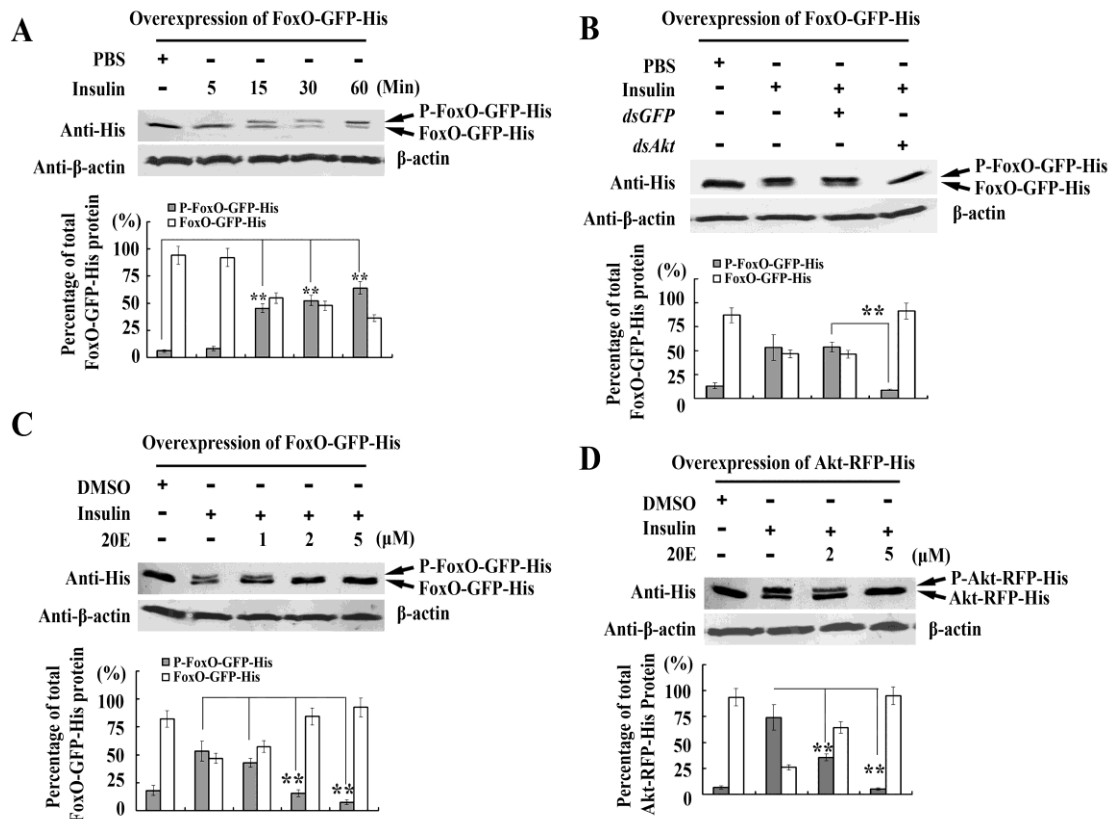 A
Overexpression of FoxO-GFP-His
PBS + - - - -
Insulin - 5 15 30 60 (Min)
Anti-His
P-FoxO-GFP-His
FoxO-GFP-His
Anti-β-actin
β-actin
(%)
P-FoxO-GFP-His
FoxO-GFP-His
Percentage of total
FoxO-GFP-His protein
100
75
50
25
0
** ** **
B
Overexpression of FoxO-GFP-His
PBS + - - -
Insulin - + + +
dsGFP - - + -
dsAkt - - - +
Anti-His
P-FoxO-GFP-His
FoxO-GFP-His
Anti-β-actin
β-actin
(%)
P-FoxO-GFP-His
FoxO-GFP-His
Percentage of total
FoxO-GFP-His protein
100
75
50
25
0
**
C
Overexpression of FoxO-GFP-His
DMSO + - - - -
Insulin - + + + +
20E - - 1 2 5 (μM)
Anti-His
P-FoxO-GFP-His
FoxO-GFP-His
Anti-β-actin
β-actin
(%)
P-FoxO-GFP-His
FoxO-GFP-His
Percentage of total
FoxO-GFP-His protein
100
75
50
25
0
** **
D
Overexpression of Akt-RFP-His
DMSO + - - -
Insulin - + + +
20E - - 2 5 (μM)
Anti-His
P-Akt-RFP-His
Akt-RFP-His
Anti-β-actin
β-actin
(%)
Percentage of total
Akt-RFP-His Protein
100
75
50
25
0
** **